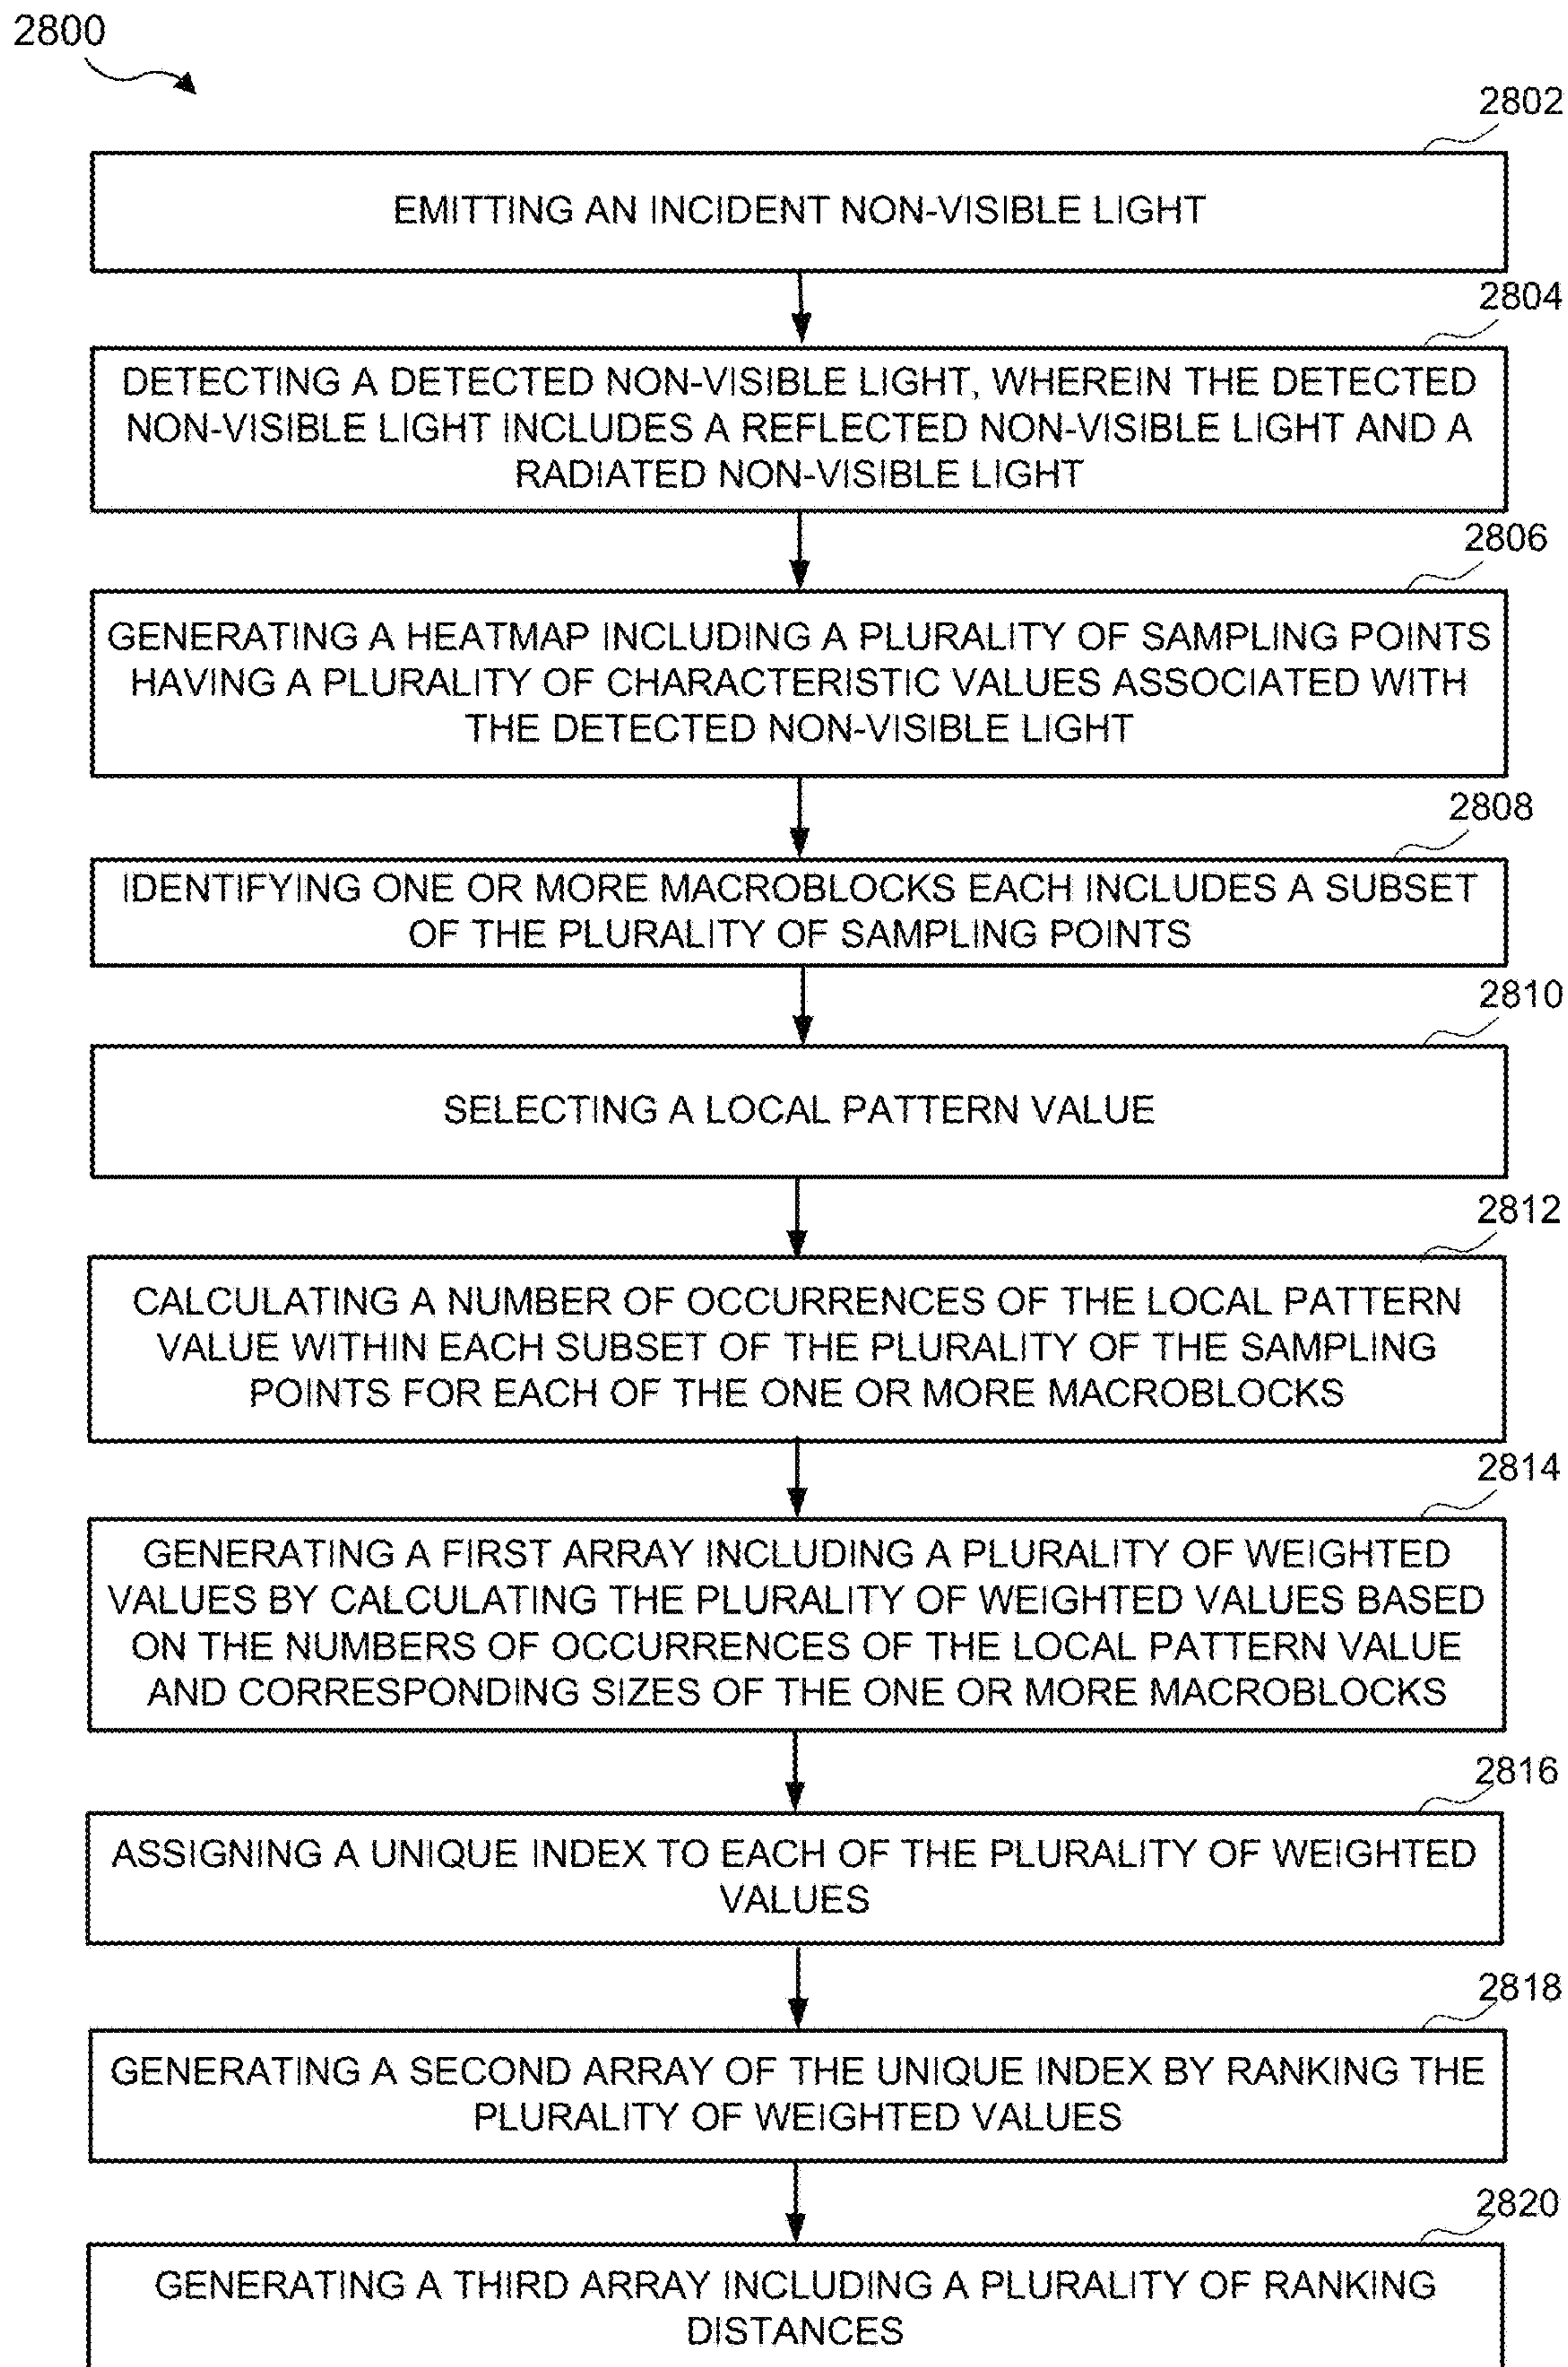 2800
2802
EMITTING AN INCIDENT NON-VISIBLE LIGHT
2804
DETECTING A DETECTED NON-VISIBLE LIGHT, WHEREIN THE DETECTED
NON-VISIBLE LIGHT INCLUDES A REFLECTED NON-VISIBLE LIGHT AND A
RADIATED NON-VISIBLE LIGHT
2806
GENERATING A HEATMAP INCLUDING A PLURALITY OF SAMPLING POINTS
HAVING A PLURALITY OF CHARACTERISTIC VALUES ASSOCIATED WITH
THE DETECTED NON-VISIBLE LIGHT
2808
IDENTIFYING ONE OR MORE MACROBLOCKS EACH INCLUDES A SUBSET
OF THE PLURALITY OF SAMPLING POINTS
2810
SELECTING A LOCAL PATTERN VALUE
2812
CALCULATING A NUMBER OF OCCURRENCES OF THE LOCAL PATTERN
VALUE WITHIN EACH SUBSET OF THE PLURALITY OF THE SAMPLING
POINTS FOR EACH OF THE ONE OR MORE MACROBLOCKS
2814
GENERATING A FIRST ARRAY INCLUDING A PLURALITY OF WEIGHTED
VALUES BY CALCULATING THE PLURALITY OF WEIGHTED VALUES BASED
ON THE NUMBERS OF OCCURRENCES OF THE LOCAL PATTERN VALUE
AND CORRESPONDING SIZES OF THE ONE OR MORE MACROBLOCKS
2816
ASSIGNING A UNIQUE INDEX TO EACH OF THE PLURALITY OF WEIGHTED
VALUES
2818
GENERATING A SECOND ARRAY OF THE UNIQUE INDEX BY RANKING THE
PLURALITY OF WEIGHTED VALUES
2820
GENERATING A THIRD ARRAY INCLUDING A PLURALITY OF RANKING
DISTANCES